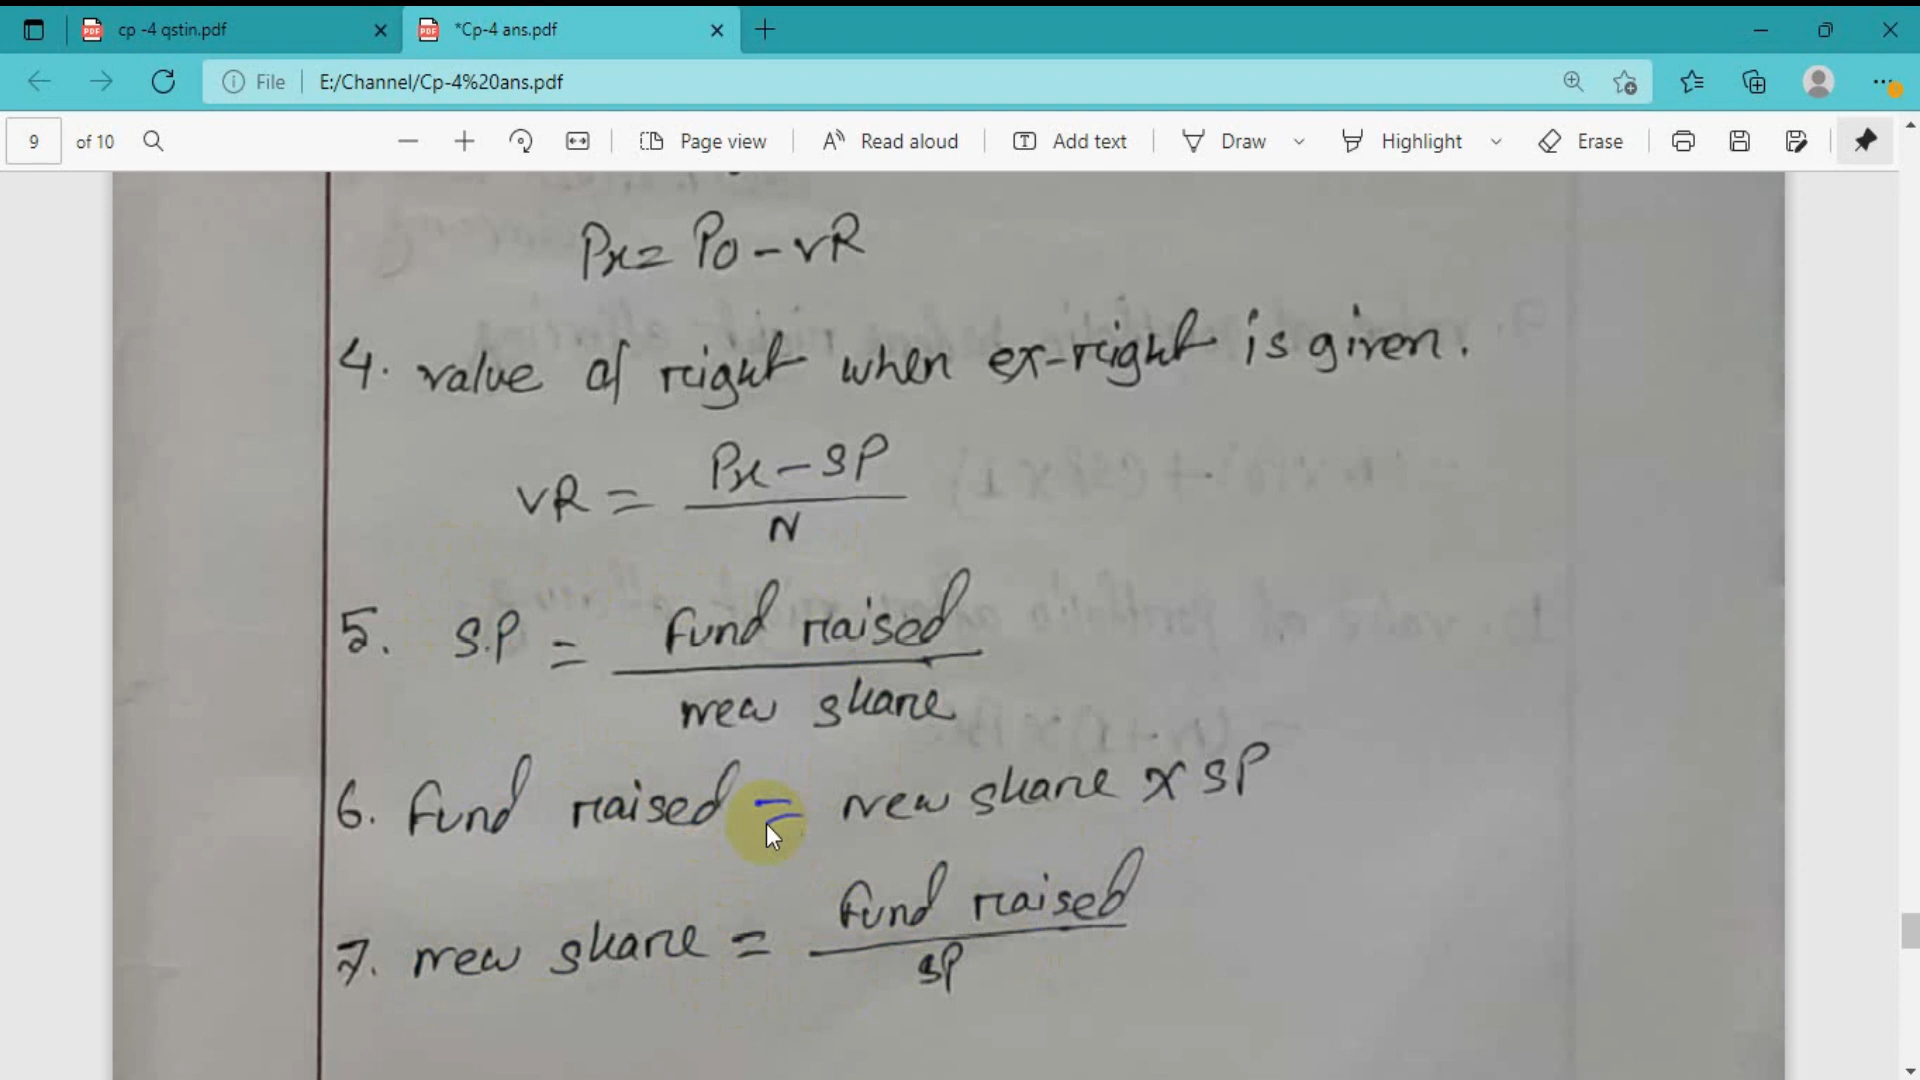 cp -4 qstin.pdf
*Cp-4 ans.pdf
File
E:/Channel/Cp-4%20ans.pdf
9 of 10
Page view
Read aloud
Add text
Draw
Highlight
Erase
Px = Po - vR
4. value of right when ex-right is given.
VR = Px - SP
N
5. S.P = Fund raised
new share
6. Fund raised = new share x SP
7. new share = Fund raised
SP